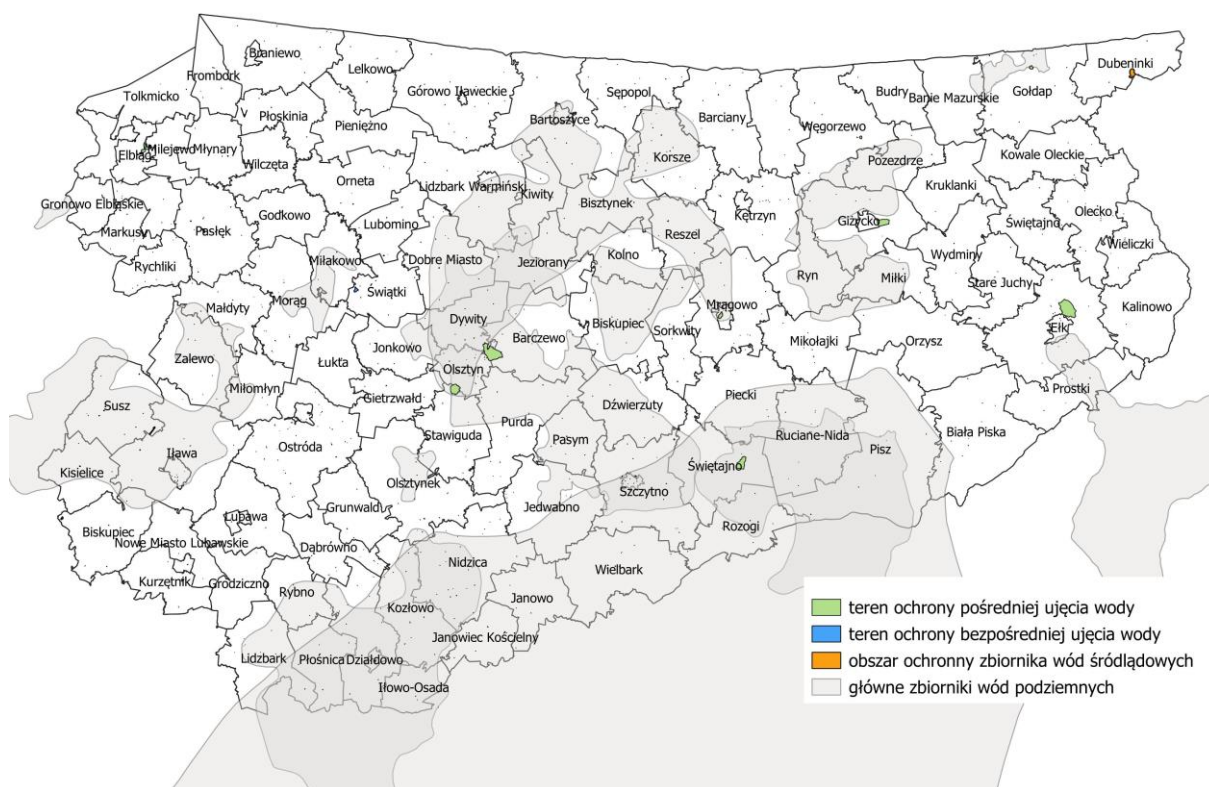 Braniewo
Frombork
Lelkowo
Dubeninki
Tolkmicko
Górowo Iławeckie
Sępopol
Budry
Banie Mazurskie
Gołdap
Płoskinia
Bartoszyce
Barciany
Węgorzewo
Pieniężno
Elbląg
Milejewo
Młynary
Wilczęta
Korsze
Pozezdrze
Kowale Oleckie
Orneta
Lidzbark Warmiński
Kiwity
Kruklanki
Gronowo Elbląskie
Godkowo
Bisztynek
Kętrzyn
Giżycko
Świętajno
Olecko
Markusy
Pasłęk
Lubomino
Reszel
Wieliczki
Rychliki
Miłakowo
Dobre Miasto
Jeziorany
Kolno
Wydminy
Ryn
Miłki
Świątki
Stare Juchy
Małdyty
Morąg
Mrągowo
Kalinowo
Dywity
Biskupiec
Sorkwity
Ełk
Zalewo
Łukta
Jonkowo
Barczewo
Mikołajki
Orzysz
Olsztyn
Miłomłyn
Gietrzwałd
Prostki
Susz
Dźwierzuty
Piecki
Purda
Stawiguda
Ostróda
Pasym
Ruciane-Nida
Biała Piska
Pisz
Iława
Kisielice
Świętajno
Olsztynek
Szczytno
Jedwabno
Grunwald
Lubawa
Rozogi
Biskupiec
Nowe Miasto Lubawskie
Dąbrówno
Nidzica
Wielbark
Kurzętnik
Grodziczno
Rybno
Kozłowo
Janowo
Janowiec Kościelny
Lidzbark
Płośnica
Działdowo
Iłowo-Osada
teren ochrony pośredniej ujęcia wody
teren ochrony bezpośredniej ujęcia wody
obszar ochronny zbiornika wód śródlądowych
główne zbiorniki wód podziemnych